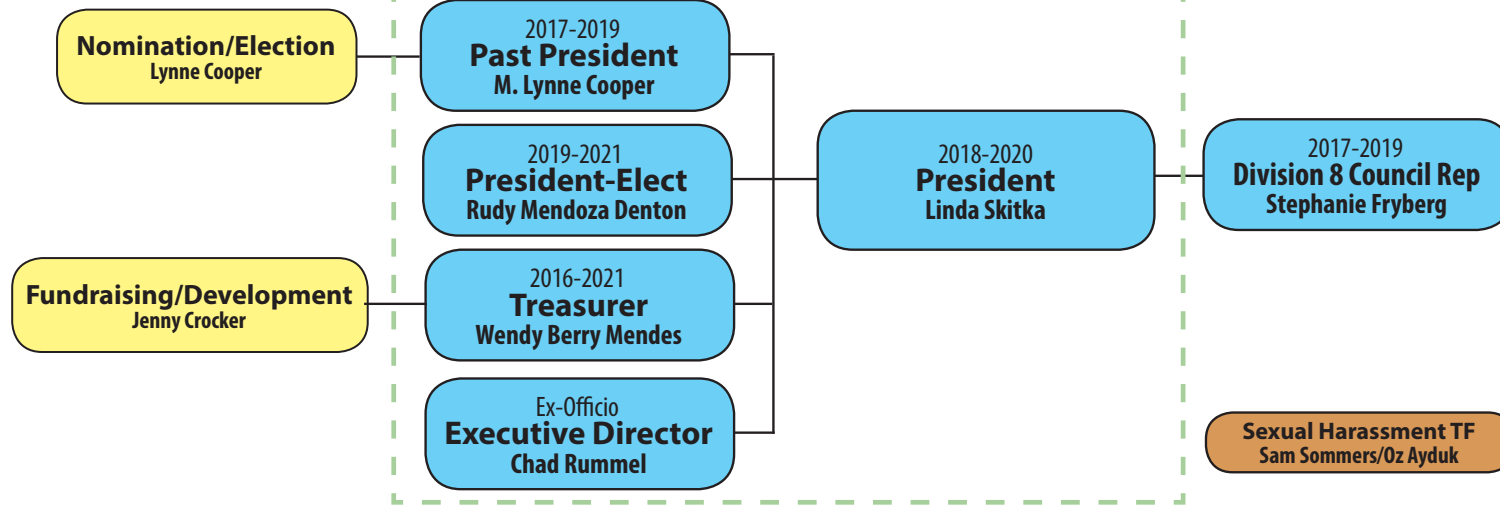 Nomination/Election
Lynne Cooper
2017-2019
Past President
M. Lynne Cooper
2019-2021
President-Elect
Rudy Mendoza Denton
2018-2020
President
Linda Skitka
2017-2019
Division 8 Council Rep
Stephanie Fryberg
Fundraising/Development
Jenny Crocker
2016-2021
Treasurer
Wendy Berry Mendes
Ex-Officio
Executive Director
Chad Rummel
Sexual Harassment TF
Sam Sommers/Oz Ayduk